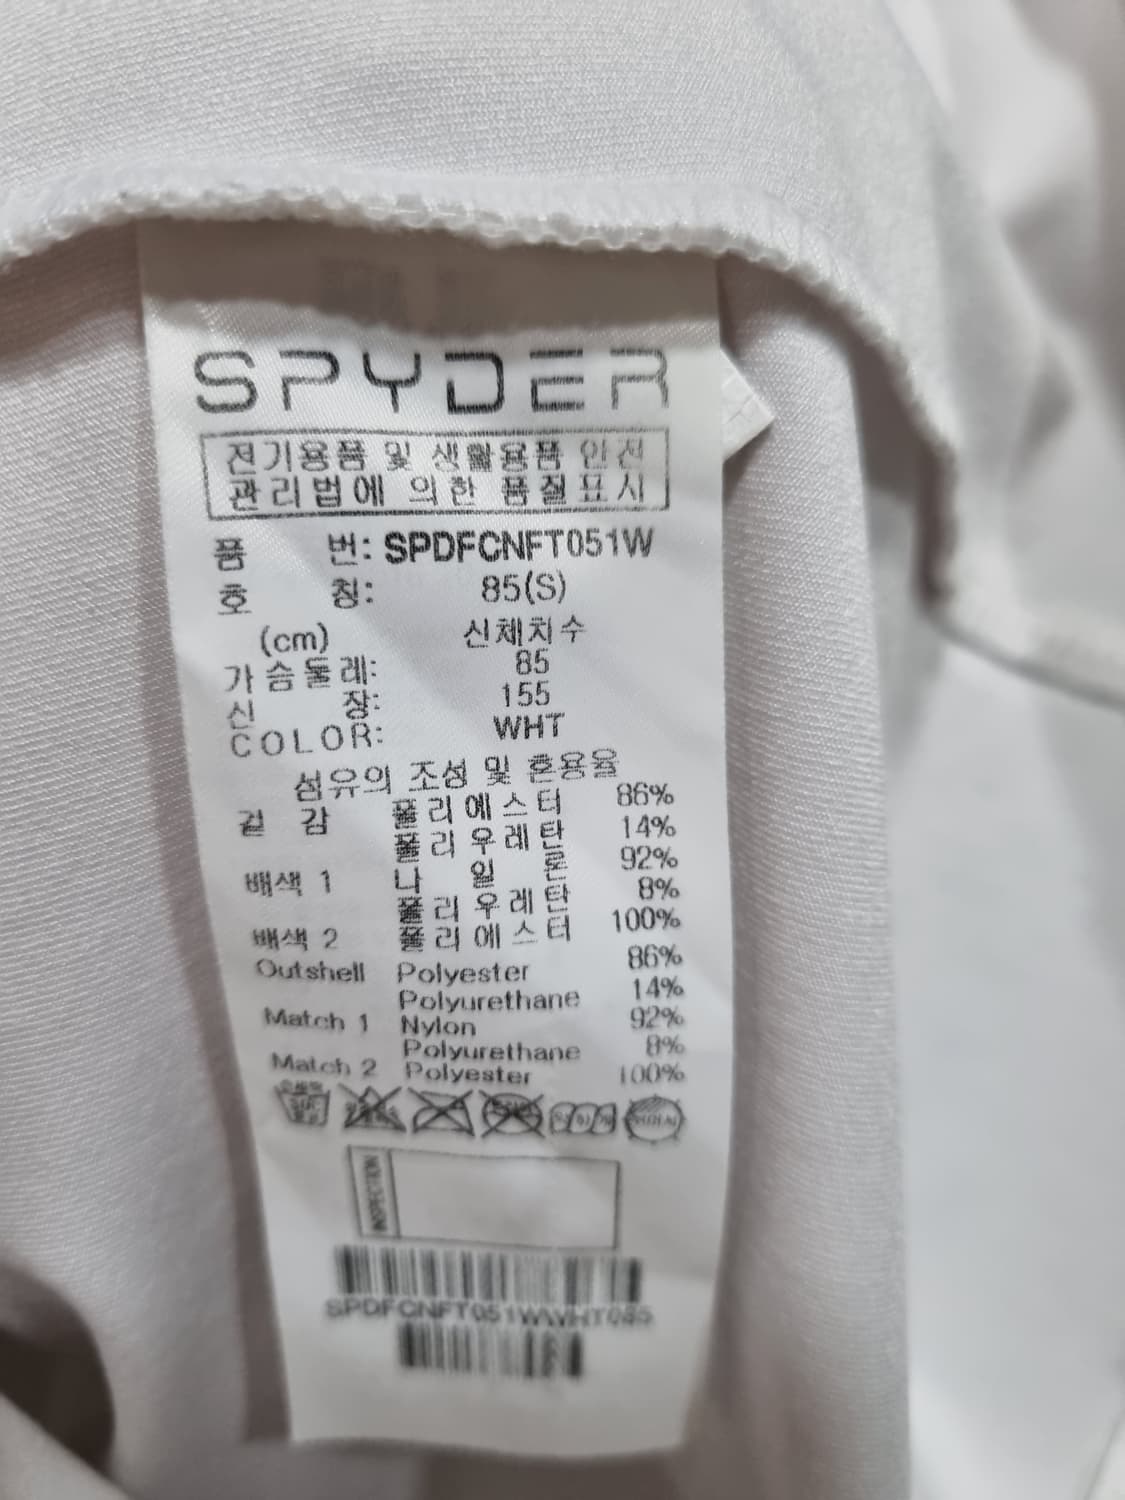 SPYDER
전기용품 및 생활용품 안전
관리법에 의한 품질표시
품 번: SPDFCNFT051W
호 칭: 85(S)
(cm) 신체치수
가슴둘레: 85
신 장: 155
COLOR: WHT
섬유의 조성 및 혼용율
겉 감 폴리에스터 86%
폴리우레탄 14%
배색 1 나 일 론 92%
폴리우레탄 8%
배색 2 폴리에스터 100%
Outshell Polyester 86%
Polyurethane 14%
Match 1 Nylon 92%
Polyurethane 8%
Match 2 Polyester 100%
INSPECTION
SPDFCNFT051WWHT085